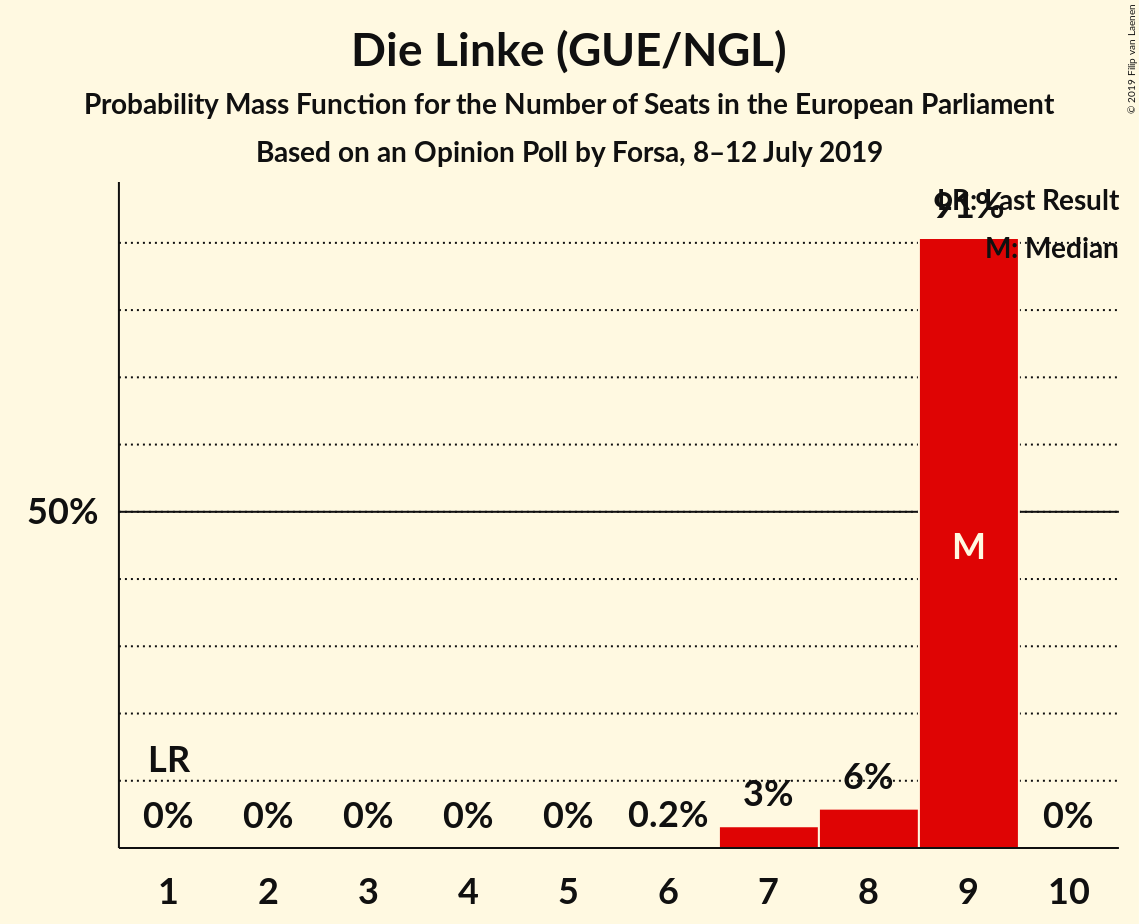 Die Linke (GUE/NGL)
Probability Mass Function for the Number of Seats in the European Parliament
Based on an Opinion Poll by Forsa, 8–12 July 2019
© 2019 Filip van Laenen
LR: Last Result
91%
M: Median
50%
M
LR
0% 0% 0% 0% 0% 0.2% 3% 6% 0%
1 2 3 4 5 6 7 8 9 10